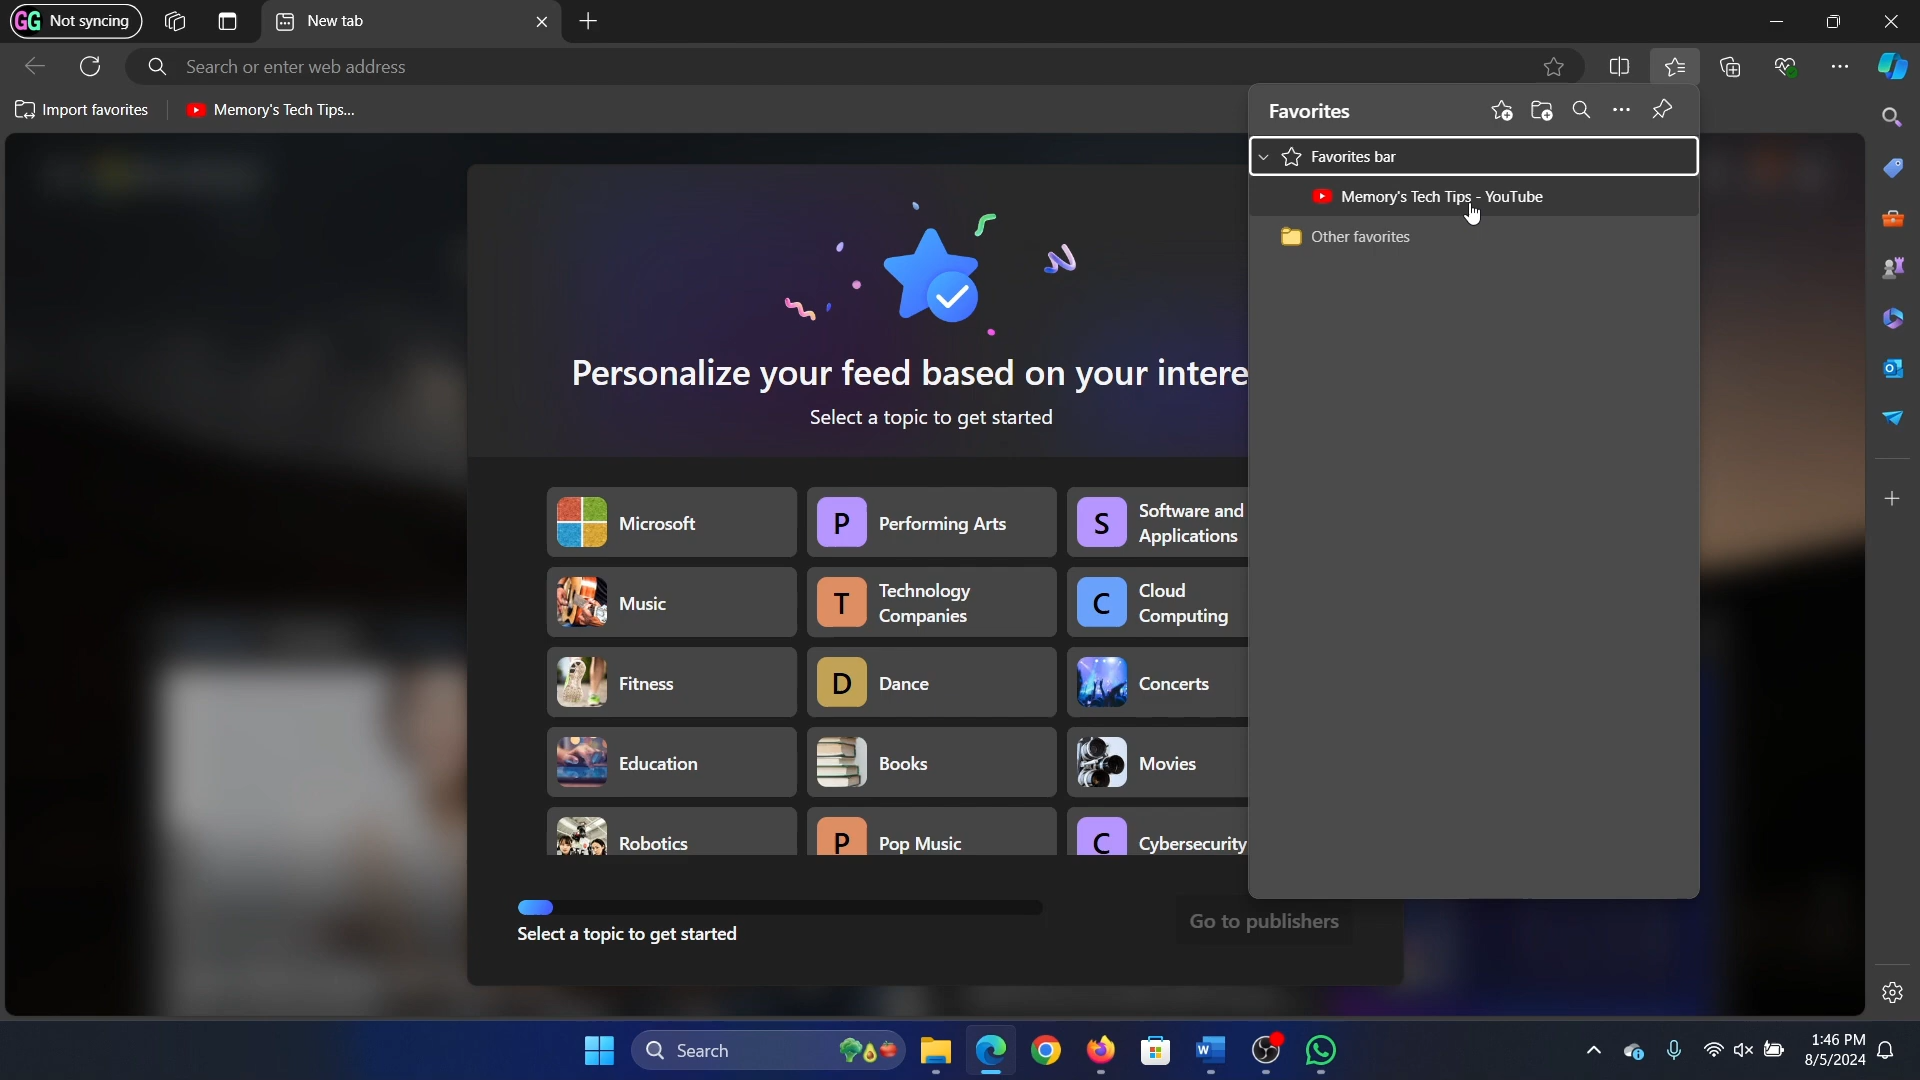 GG Not syncing
New tab
Search or enter web address
Import favorites
Memory's Tech Tips...
Favorites
Favorites bar
Memory's Tech Tips - YouTube
Other favorites
Personalize your feed based on your intere
Select a topic to get started
Microsoft
P Performing Arts
S Software and
Applications
Music
T Technology
Companies
C Cloud
Computing
Fitness
D Dance
Concerts
Education
Books
Movies
Robotics
P Pop Music
C Cybersecurity
Select a topic to get started
Go to publishers
Search
1:46 PM
8/5/2024